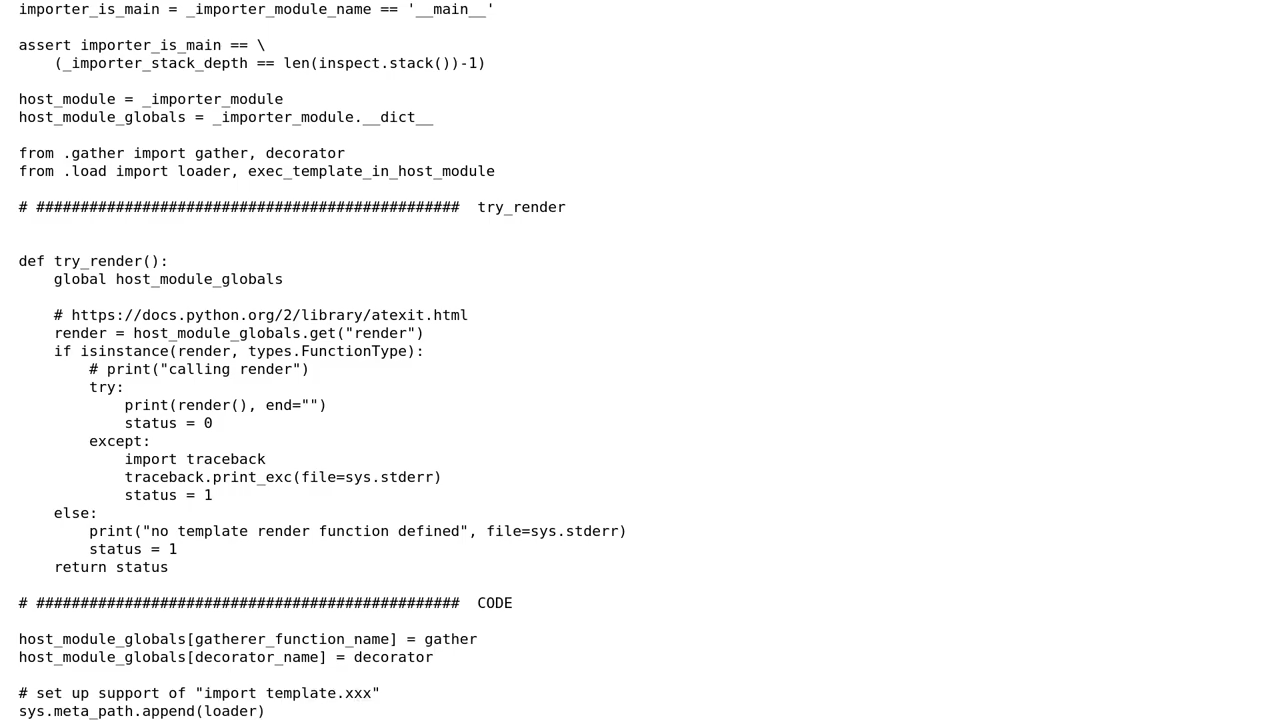 importer_is_main = _importer_module_name == '__main__'

assert importer_is_main == \
    (_importer_stack_depth == len(inspect.stack())-1)

host_module = _importer_module
host_module_globals = _importer_module.__dict__

from .gather import gather, decorator
from .load import loader, exec_template_in_host_module

# ################################################  try_render


def try_render():
    global host_module_globals

    # https://docs.python.org/2/library/atexit.html
    render = host_module_globals.get("render")
    if isinstance(render, types.FunctionType):
        # print("calling render")
        try:
            print(render(), end="")
            status = 0
        except:
            import traceback
            traceback.print_exc(file=sys.stderr)
            status = 1
    else:
        print("no template render function defined", file=sys.stderr)
        status = 1
    return status

# ################################################  CODE

host_module_globals[gatherer_function_name] = gather
host_module_globals[decorator_name] = decorator

# set up support of "import template.xxx"
sys.meta_path.append(loader)